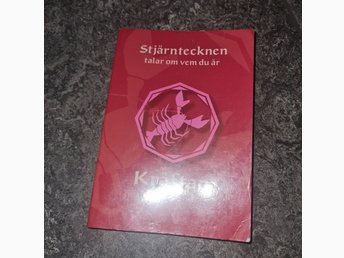 Stjärntecknen
talar om vem du är